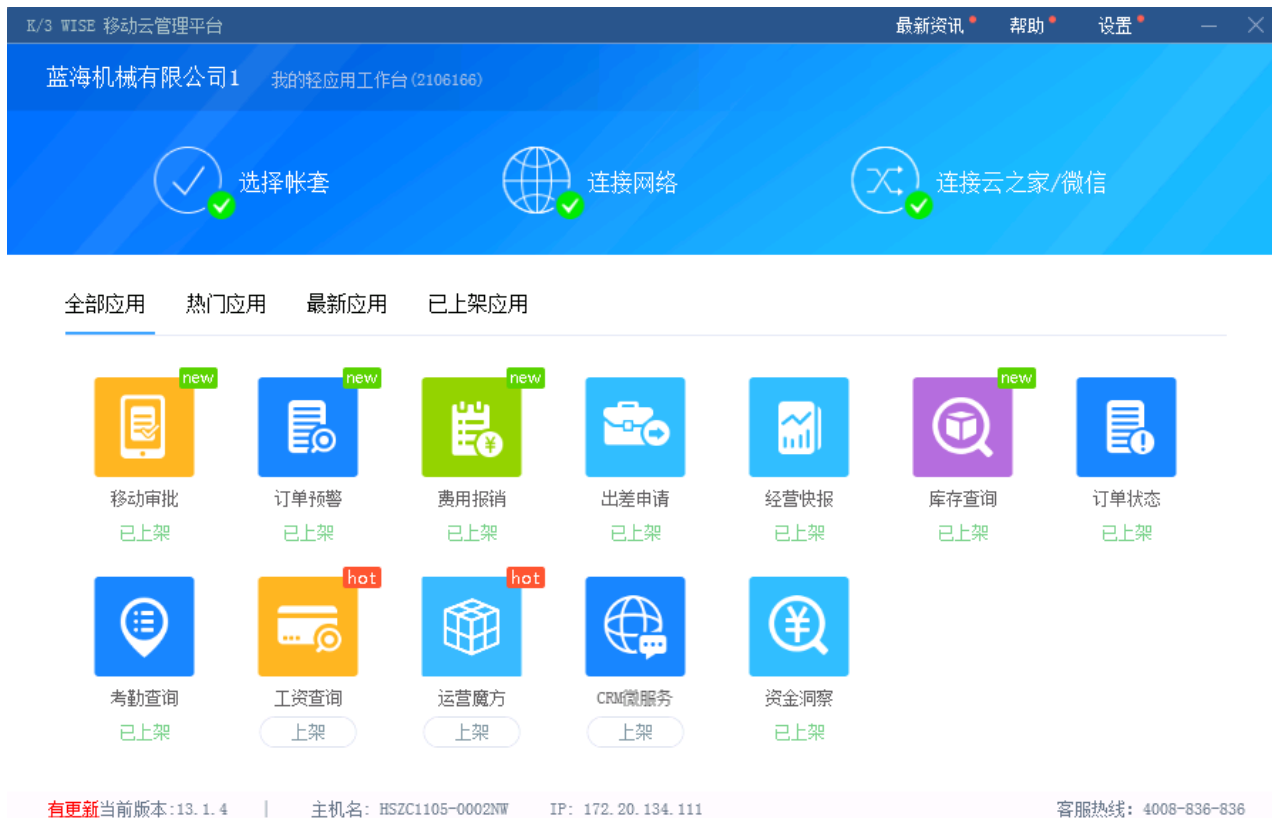 K/3 WISE 移动云管理平台 最新资讯 帮助 设置
蓝海机械有限公司1 我的轻应用工作台(2106166)
选择帐套 连接网络 连接云之家/微信
全部应用 热门应用 最新应用 已上架应用
new new new new
移动审批 订单预警 费用报销 出差申请 经营快报 库存查询 订单状态
已上架 已上架 已上架 已上架 已上架 已上架 已上架
hot hot
考勤查询 工资查询 运营魔方 CRM微服务 资金洞察
已上架 上架 上架 上架 已上架
有更新当前版本:13.1.4 | 主机名: HSZC1105-0002NW IP: 172.20.134.111 客服热线: 4008-836-836